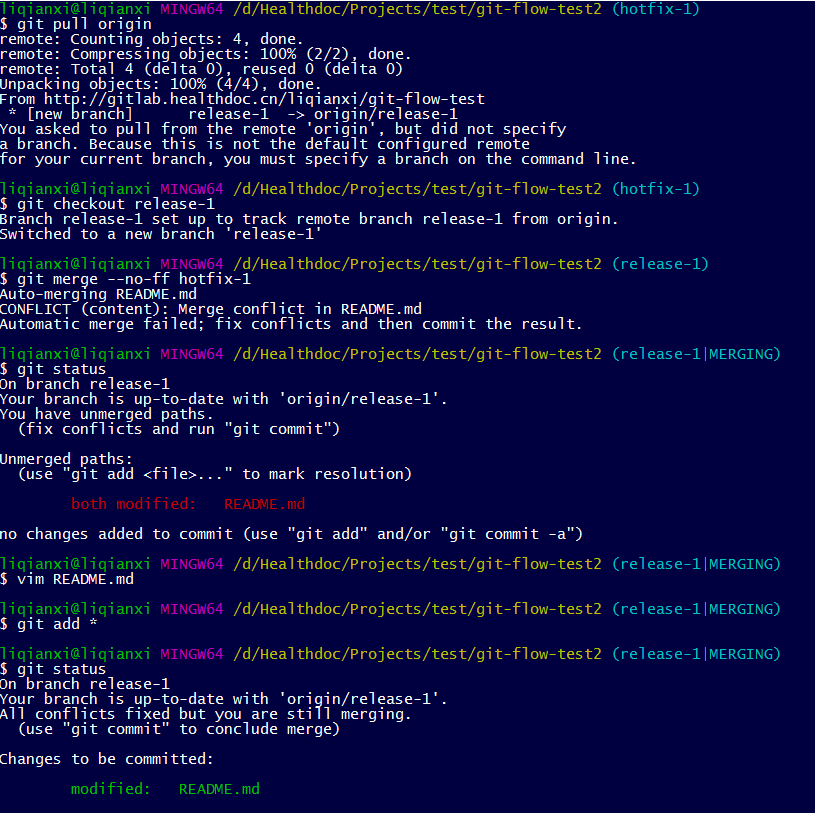 liqianxi@liqianxi MINGW64 /d/Healthdoc/Projects/test/git-flow-test2 (hotfix-1)
$ git pull origin
remote: Counting objects: 4, done.
remote: Compressing objects: 100% (2/2), done.
remote: Total 4 (delta 0), reused 0 (delta 0)
Unpacking objects: 100% (4/4), done.
From http://gitlab.healthdoc.cn/liqianxi/git-flow-test
 * [new branch]      release-1  -> origin/release-1
You asked to pull from the remote 'origin', but did not specify
a branch. Because this is not the default configured remote
for your current branch, you must specify a branch on the command line.
liqianxi@liqianxi MINGW64 /d/Healthdoc/Projects/test/git-flow-test2 (hotfix-1)
$ git checkout release-1
Branch release-1 set up to track remote branch release-1 from origin.
Switched to a new branch 'release-1'
liqianxi@liqianxi MINGW64 /d/Healthdoc/Projects/test/git-flow-test2 (release-1)
$ git merge --no-ff hotfix-1
Auto-merging README.md
CONFLICT (content): Merge conflict in README.md
Automatic merge failed; fix conflicts and then commit the result.
liqianxi@liqianxi MINGW64 /d/Healthdoc/Projects/test/git-flow-test2 (release-1|MERGING)
$ git status
On branch release-1
Your branch is up-to-date with 'origin/release-1'.
You have unmerged paths.
  (fix conflicts and run "git commit")
Unmerged paths:
  (use "git add <file>..." to mark resolution)
        both modified:   README.md
no changes added to commit (use "git add" and/or "git commit -a")
liqianxi@liqianxi MINGW64 /d/Healthdoc/Projects/test/git-flow-test2 (release-1|MERGING)
$ vim README.md
liqianxi@liqianxi MINGW64 /d/Healthdoc/Projects/test/git-flow-test2 (release-1|MERGING)
$ git add *
liqianxi@liqianxi MINGW64 /d/Healthdoc/Projects/test/git-flow-test2 (release-1|MERGING)
$ git status
On branch release-1
Your branch is up-to-date with 'origin/release-1'.
All conflicts fixed but you are still merging.
  (use "git commit" to conclude merge)
Changes to be committed:
        modified:   README.md